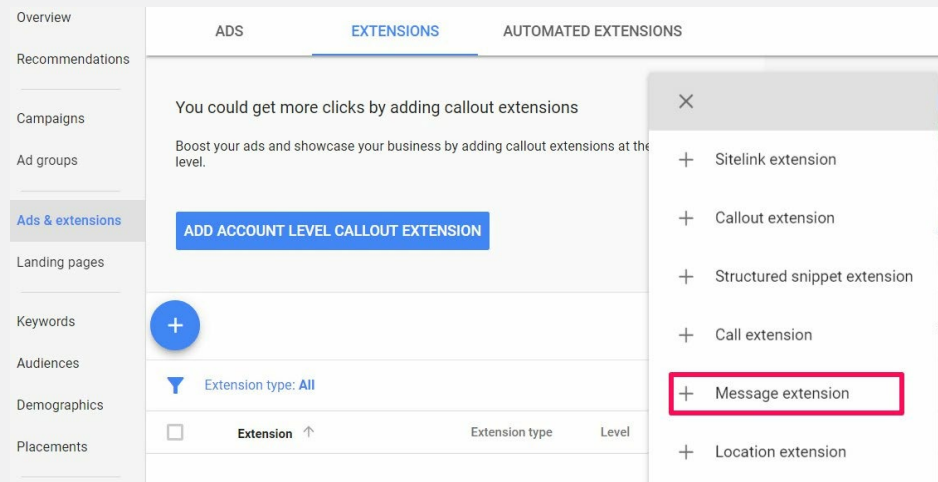 Overview
Recommendations
Campaigns
Ad groups
Ads & extensions
Landing pages
Keywords
Audiences
Demographics
Placements
ADS
EXTENSIONS
AUTOMATED EXTENSIONS
You could get more clicks by adding callout extensions
Boost your ads and showcase your business by adding callout extensions at the
level.
ADD ACCOUNT LEVEL CALLOUT EXTENSION
Extension type: All
Extension
Extension type
Level
Sitelink extension
Callout extension
Structured snippet extension
Call extension
Message extension
Location extension